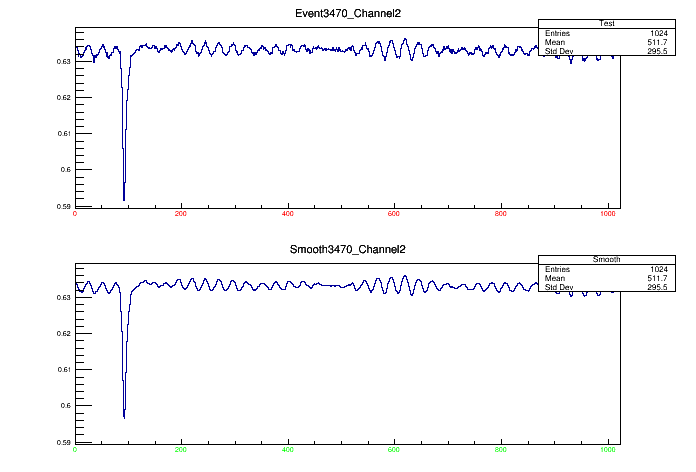 Event3470_Channel2
Test
Entries 1024
Mean 511.7
Std Dev 295.5
0.63
0.62
0.61
0.6
0.59
0 200 400 600 800 1000
Smooth3470_Channel2
Smooth
Entries 1024
Mean 511.7
Std Dev 295.5
0.63
0.62
0.61
0.6
0.59
0 200 400 600 800 1000